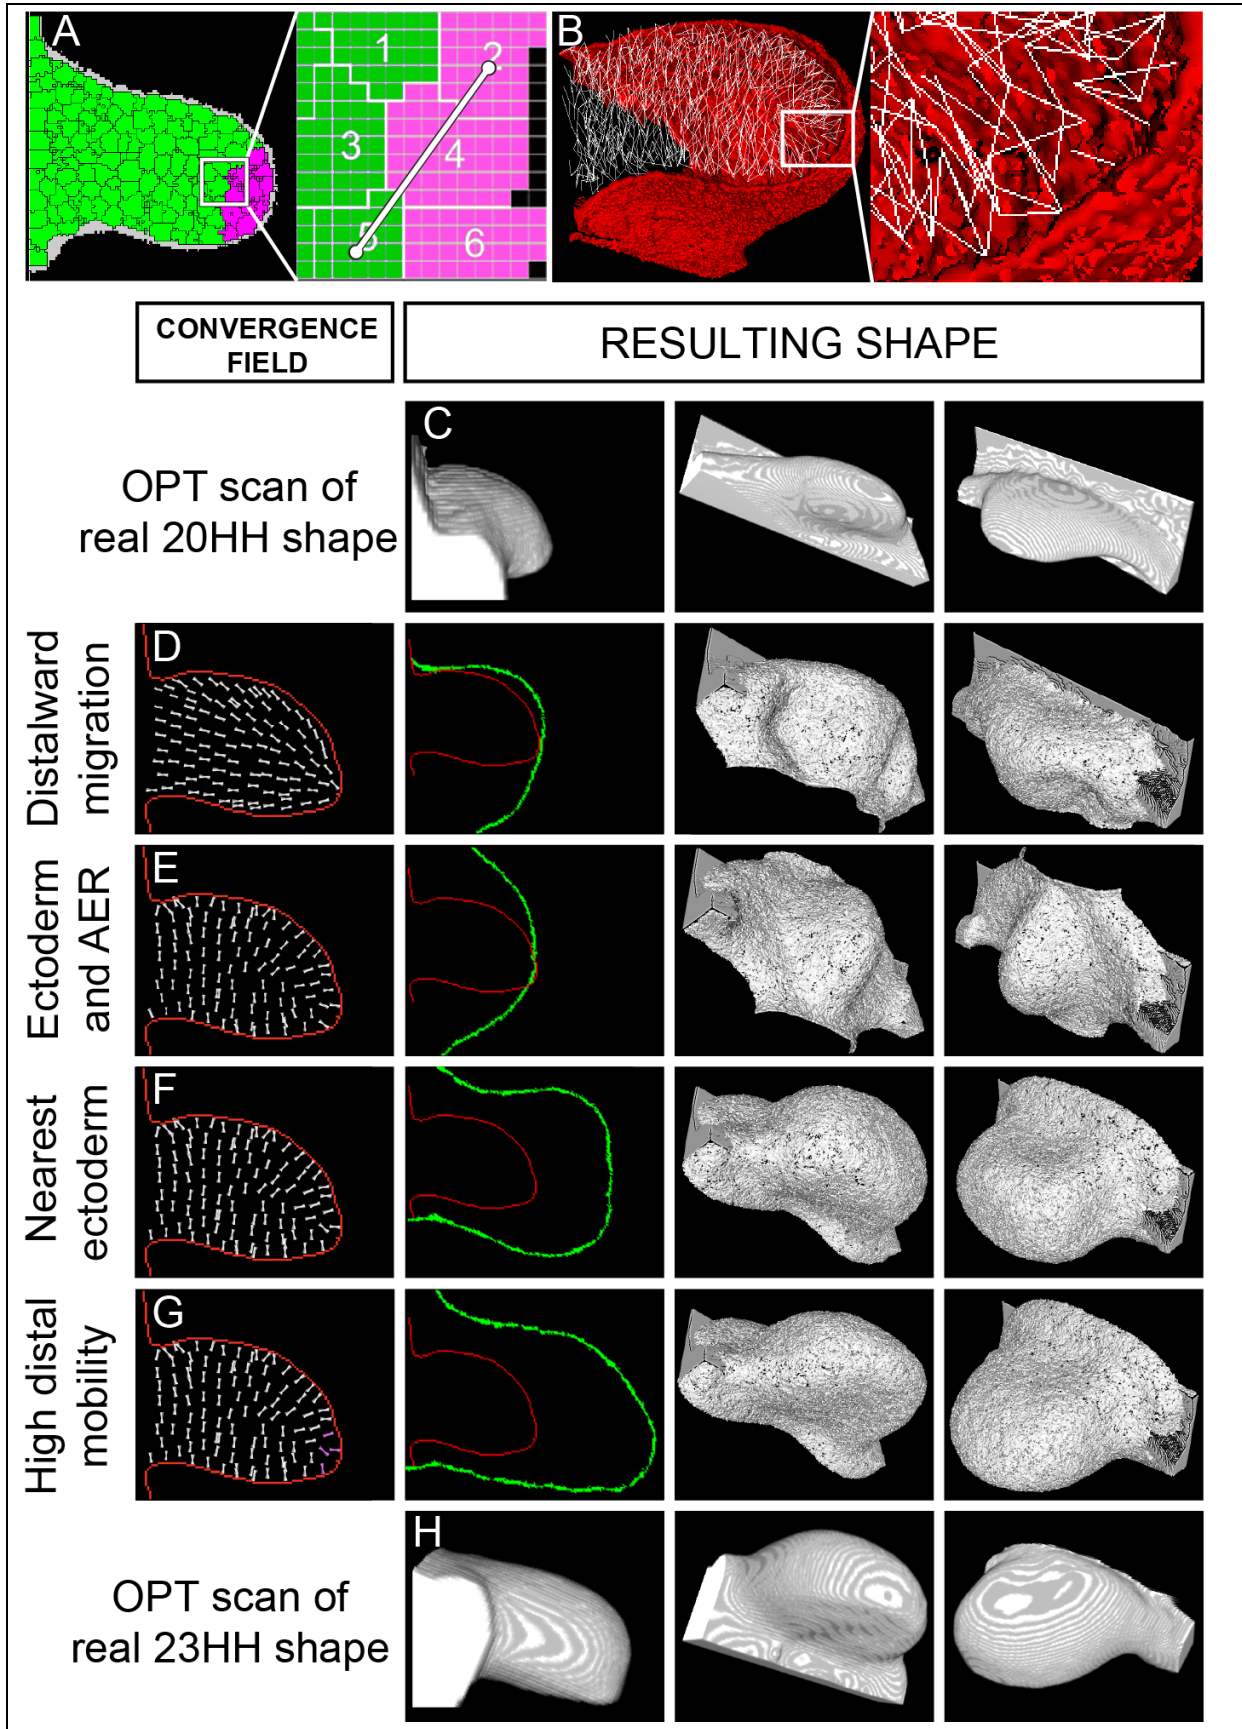 A
1
2
3
4
5
6
B
CONVERGENCE
FIELD
RESULTING SHAPE
OPT scan of
real 20HH shape
C
Distalward
migration
D
Ectoderm
and AER
E
Nearest
ectoderm
F
High distal
mobility
G
OPT scan of
real 23HH shape
H